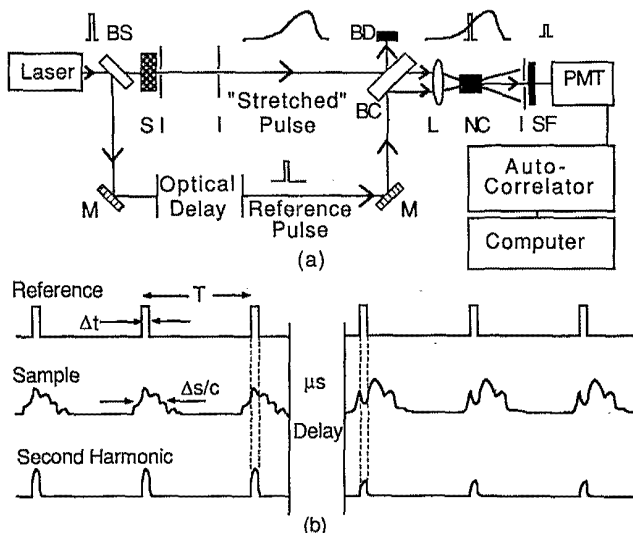 BS
BD
Laser
PMT
"Stretched"
Pulse
BC
S I
I
L
NC
I
SF
M
Optical
Delay
Reference
Pulse
M
Auto-
Correlator
Computer
(a)
Reference
T
Δt
Sample
Δs/c
μs
Delay
Second Harmonic
(b)